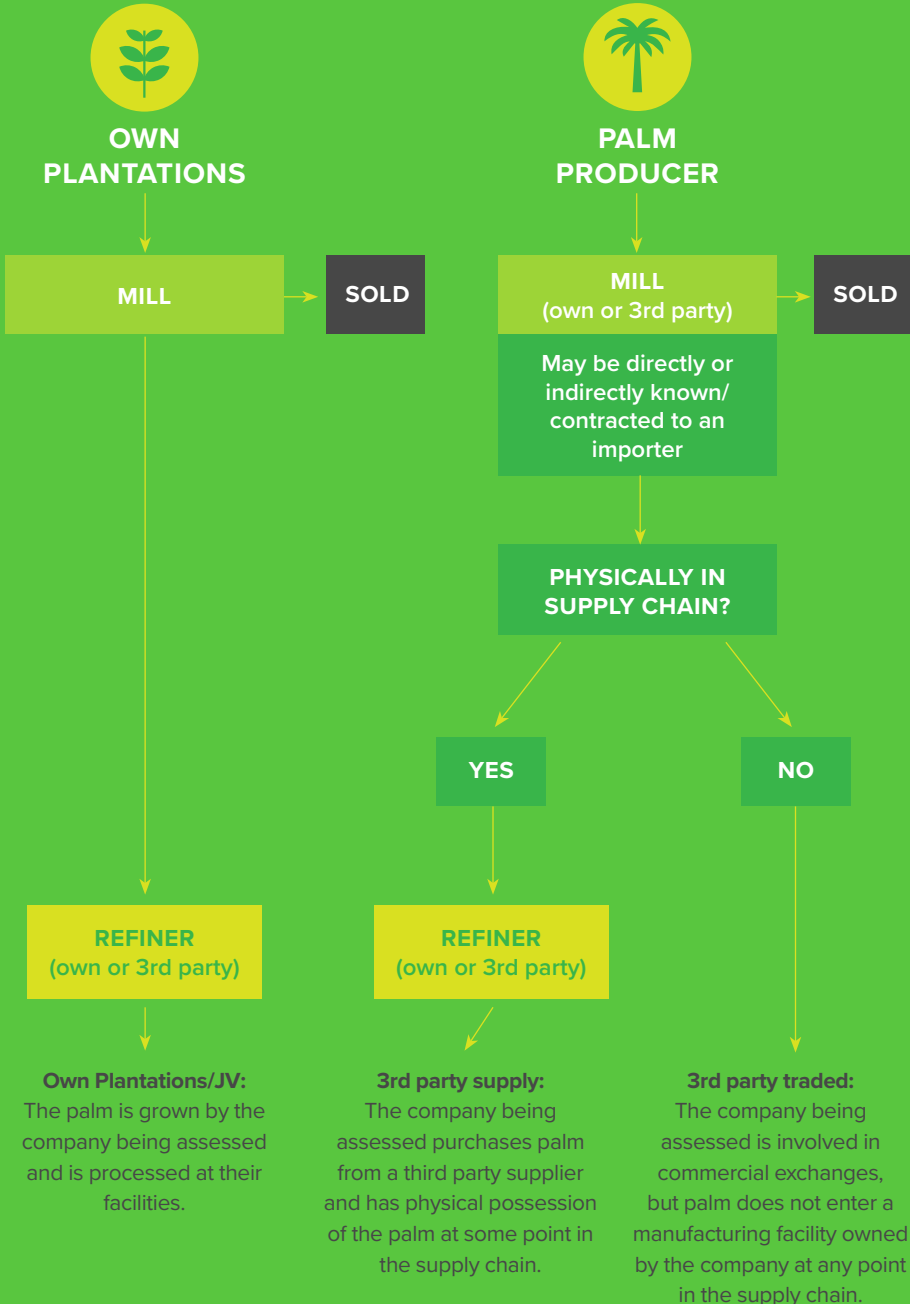 OWN
PLANTATIONS
PALM
PRODUCER
MILL
SOLD
MILL
(own or 3rd party)
SOLD
May be directly or
indirectly known/
contracted to an
importer
PHYSICALLY IN
SUPPLY CHAIN?
YES
NO
REFINER
(own or 3rd party)
REFINER
(own or 3rd party)
Own Plantations/JV:
The palm is grown by the
company being assessed
and is processed at their
facilities.
3rd party supply:
The company being
assessed purchases palm
from a third party supplier
and has physical possession
of the palm at some point in
the supply chain.
3rd party traded:
The company being
assessed is involved in
commercial exchanges,
but palm does not enter a
manufacturing facility owned
by the company at any point
in the supply chain.